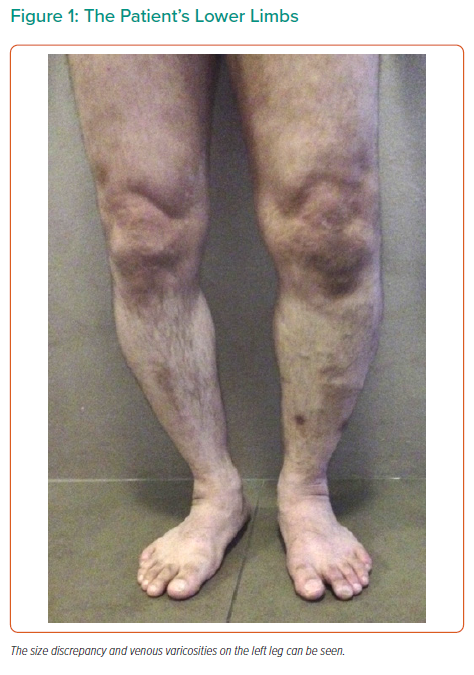 Figure 1: The Patient's Lower Limbs
The size discrepancy and venous varicosities on the left leg can be seen.